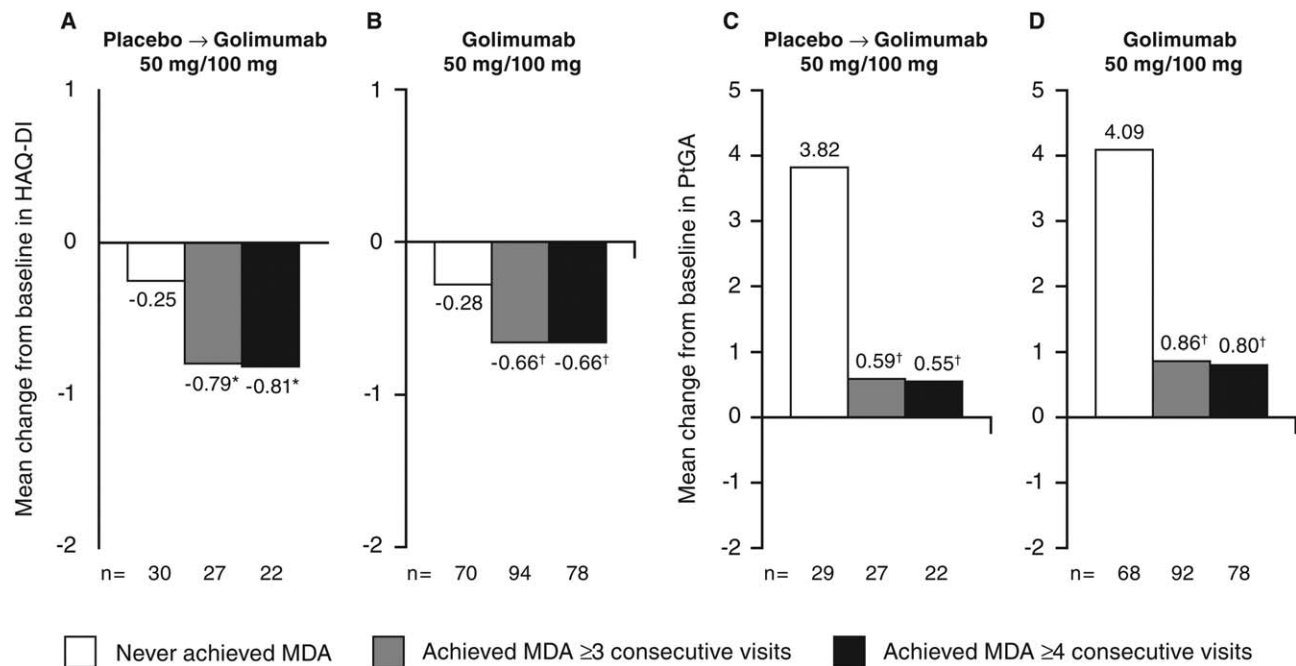 A
Placebo → Golimumab
50 mg/100 mg
Mean change from baseline in HAQ-DI
1
0
-1
-2
-0.25
-0.79*
-0.81*
n= 30 27 22
B
Golimumab
50 mg/100 mg
1
0
-1
-2
-0.28
-0.66†
-0.66†
n= 70 94 78
C
Placebo → Golimumab
50 mg/100 mg
Mean change from baseline in PtGA
5
4
3
2
1
0
-1
-2
3.82
0.59†
0.55†
n= 29 27 22
D
Golimumab
50 mg/100 mg
5
4
3
2
1
0
-1
-2
4.09
0.86†
0.80†
n= 68 92 78
Never achieved MDA
Achieved MDA ≥3 consecutive visits
Achieved MDA ≥4 consecutive visits